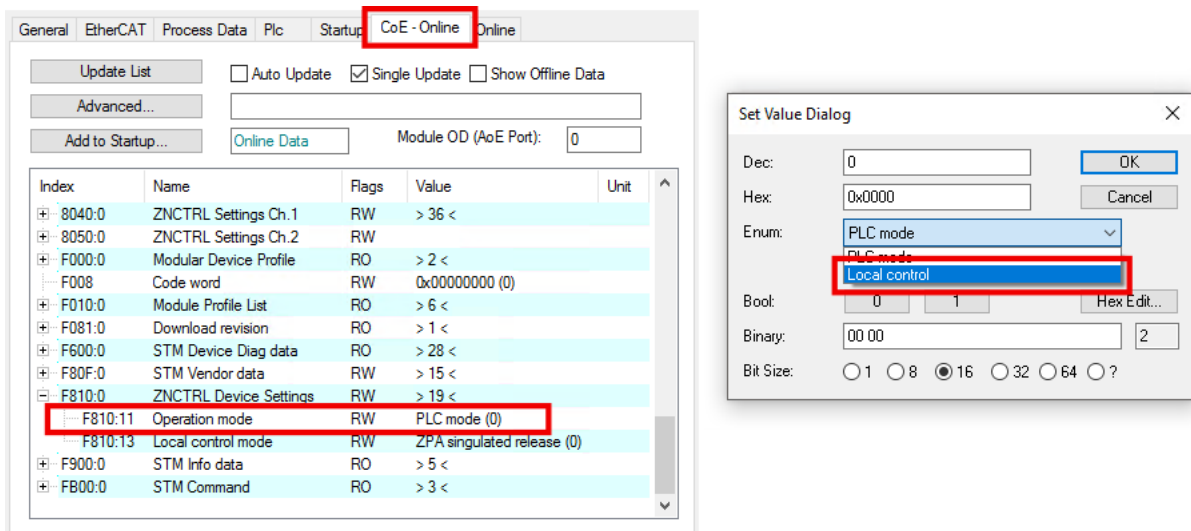 General EtherCAT Process Data Plc Startup CoE - Online Online
Update List Auto Update Single Update Show Offline Data
Advanced...
Add to Startup... Online Data Module OD (AoE Port): 0
Index Name Flags Value Unit
8040:0 ZNCTRL Settings Ch.1 RW > 36 <
8050:0 ZNCTRL Settings Ch.2 RW
F000:0 Modular Device Profile RO > 2 <
F008 Code word RW 0x00000000 (0)
F010:0 Module Profile List RO > 6 <
F081:0 Download revision RO > 1 <
F600:0 STM Device Diag data RO > 28 <
F80F:0 STM Vendor data RW > 15 <
F810:0 ZNCTRL Device Settings RW > 19 <
F810:11 Operation mode RW PLC mode (0)
F810:13 Local control mode RW ZPA singulated release (0)
F900:0 STM Info data RO > 5 <
FB00:0 STM Command RO > 3 <
Set Value Dialog
Dec: 0 OK
Hex: 0x0000 Cancel
Enum: PLC mode
PLC mode
Local control
Bool: 0 1 Hex Edit...
Binary: 00 00 2
Bit Size: 1 8 16 32 64 ?